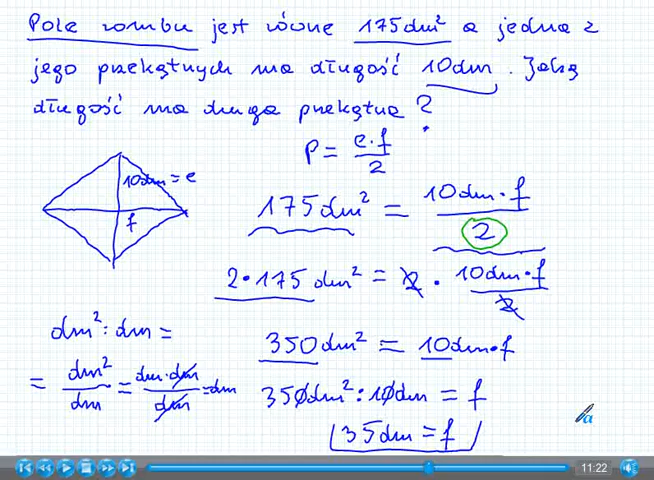 Pole rombu jest równe 175dm² a jedna z
jego przekątnych ma długość 10dm. Jaką
długość ma druga przekątna?
P = e·f/2
10dm = e
f
175dm² = 10dm·f/2
2·175dm² = 2·10dm·f/2
dm² : dm =
350dm² = 10dm·f
= dm²/dm = dm·dm/dm = dm
350dm² : 10dm = f
35dm = f
11:22